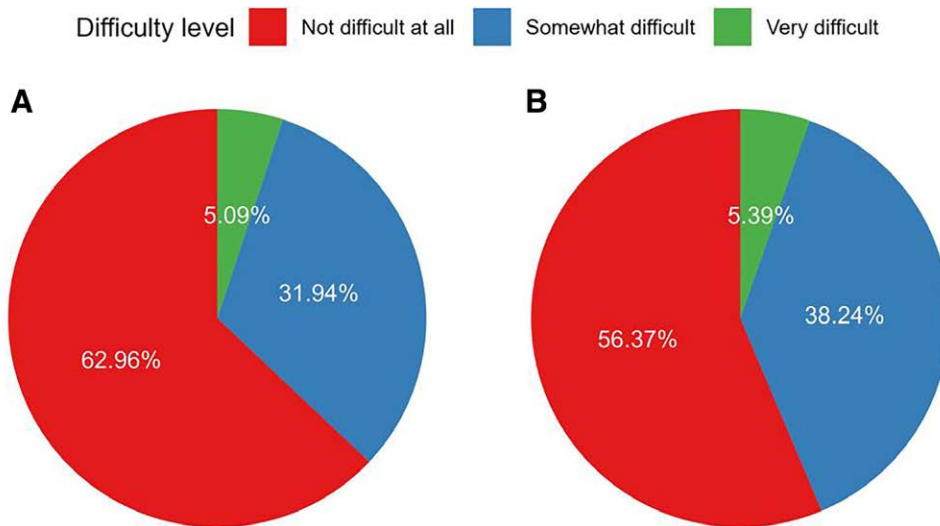 Difficulty level Not difficult at all Somewhat difficult Very difficult
A B
5.09% 5.39%
31.94% 38.24%
62.96% 56.37%